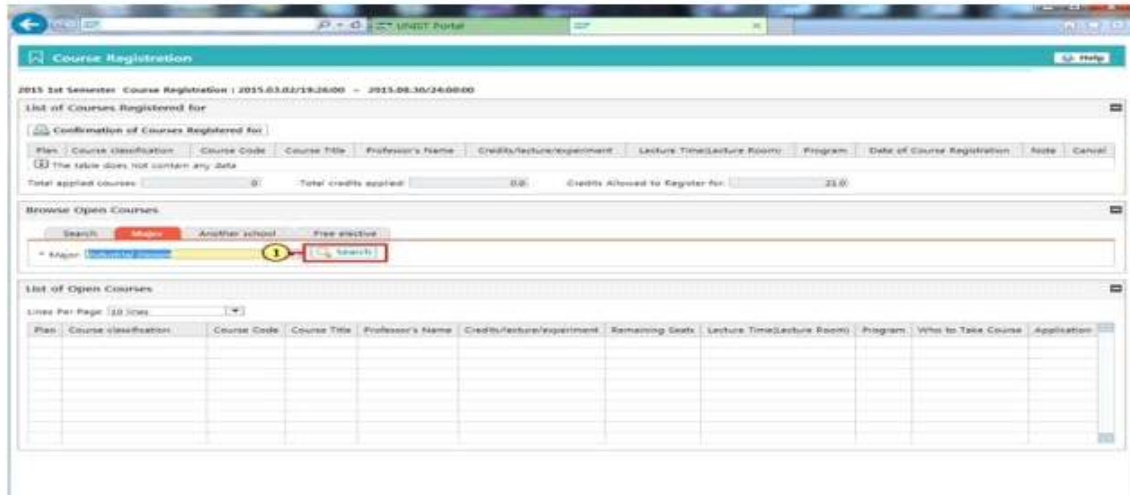 UNIST Portal
Course Registration
Help
2015 1st Semester Course Registration : 2015.03.02/19:26:00 ~ 2015.08.30/24:00:00
List of Courses Registered for
Confirmation of Courses Registered for
Plan Course classification Course Code Course Title Professor's Name Credits/lecture/experiment Lecture Time(Lecture Room) Program Date of Course Registration Note Cancel
The table does not contain any data
Total applied courses: 0 Total credits applied: 0.0 Credits Allowed to Register for: 21.0
Browse Open Courses
Search Major Another school Free elective
* Major: 1 Search
List of Open Courses
Lines Per Page: 10 lines
Plan Course classification Course Code Course Title Professor's Name Credits/lecture/experiment Remaining Seats Lecture Time(Lecture Room) Program Who to Take Course Application